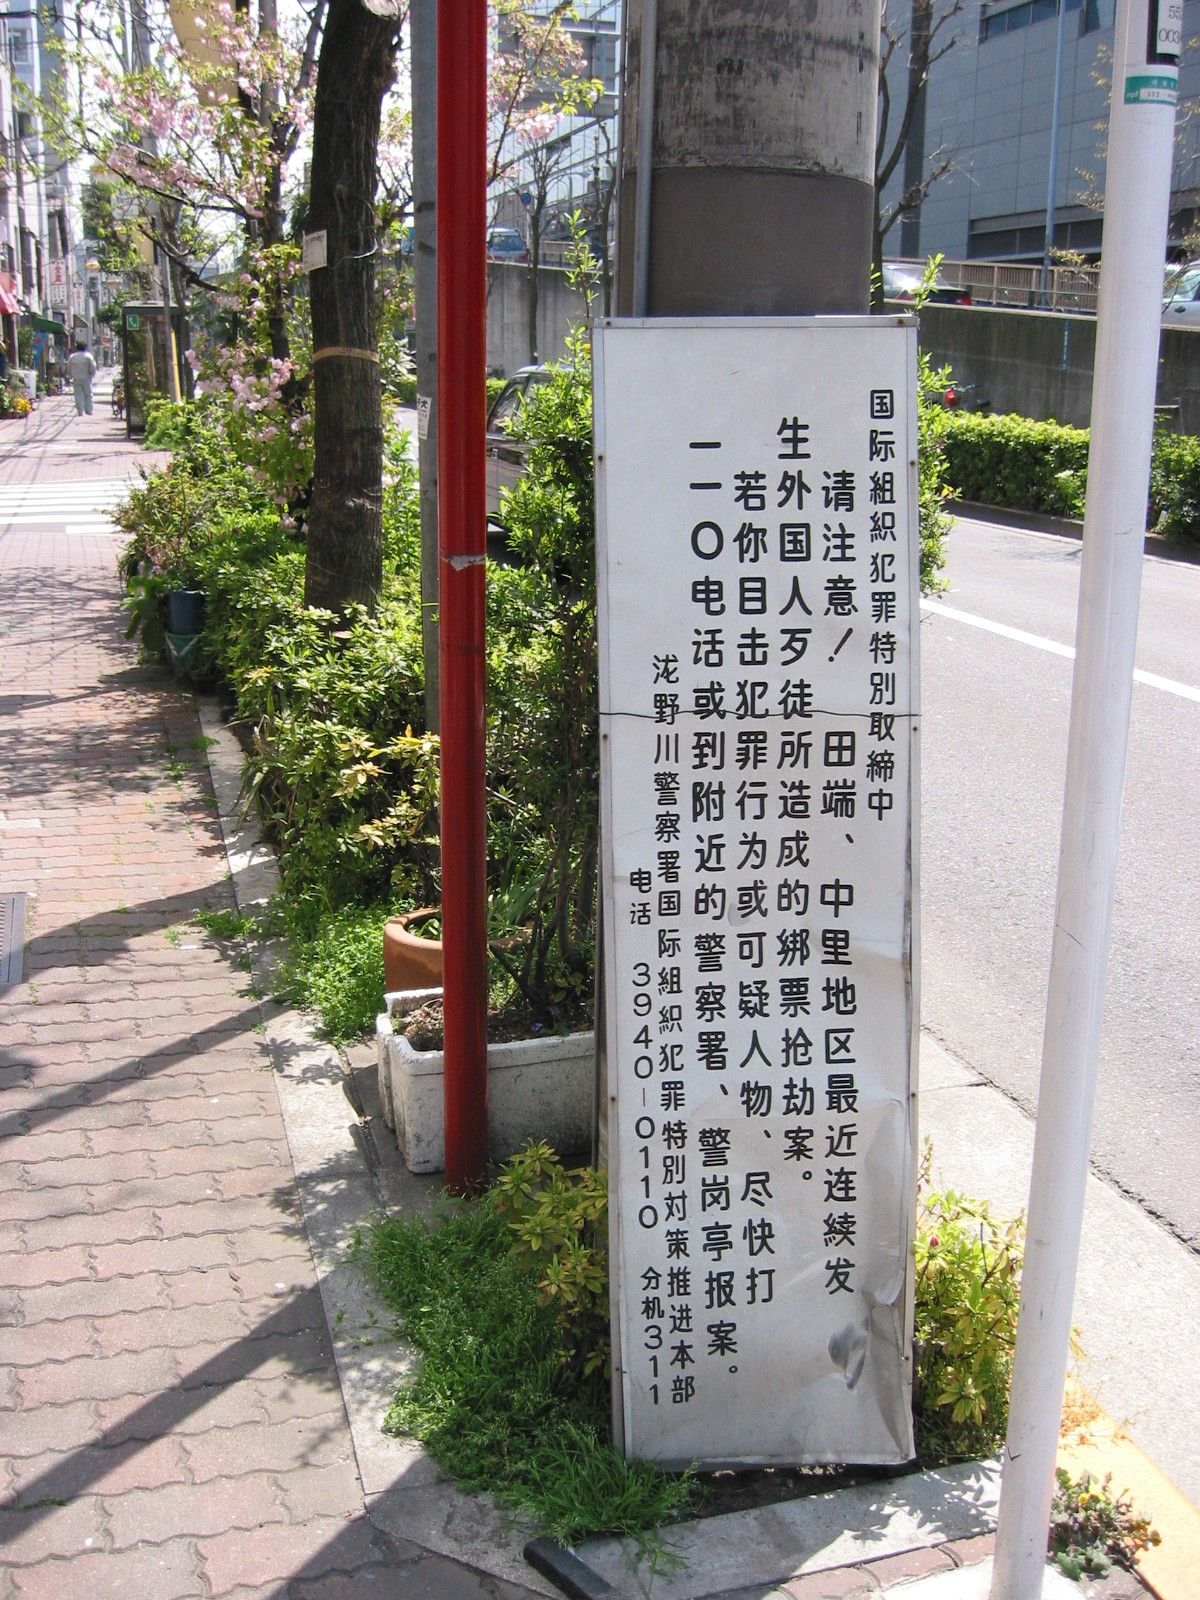 国际组织犯罪特別取締中
请注意！田端、中里地区最近连续发
生外国人歹徒所造成的绑票抢劫案。
若你目击犯罪行为或可疑人物、尽快打
一一〇电话或到附近的警察署、警岗亭报案。
泷野川警察署国际组织犯罪特別対策推进本部
电话 3940-0110 分机311